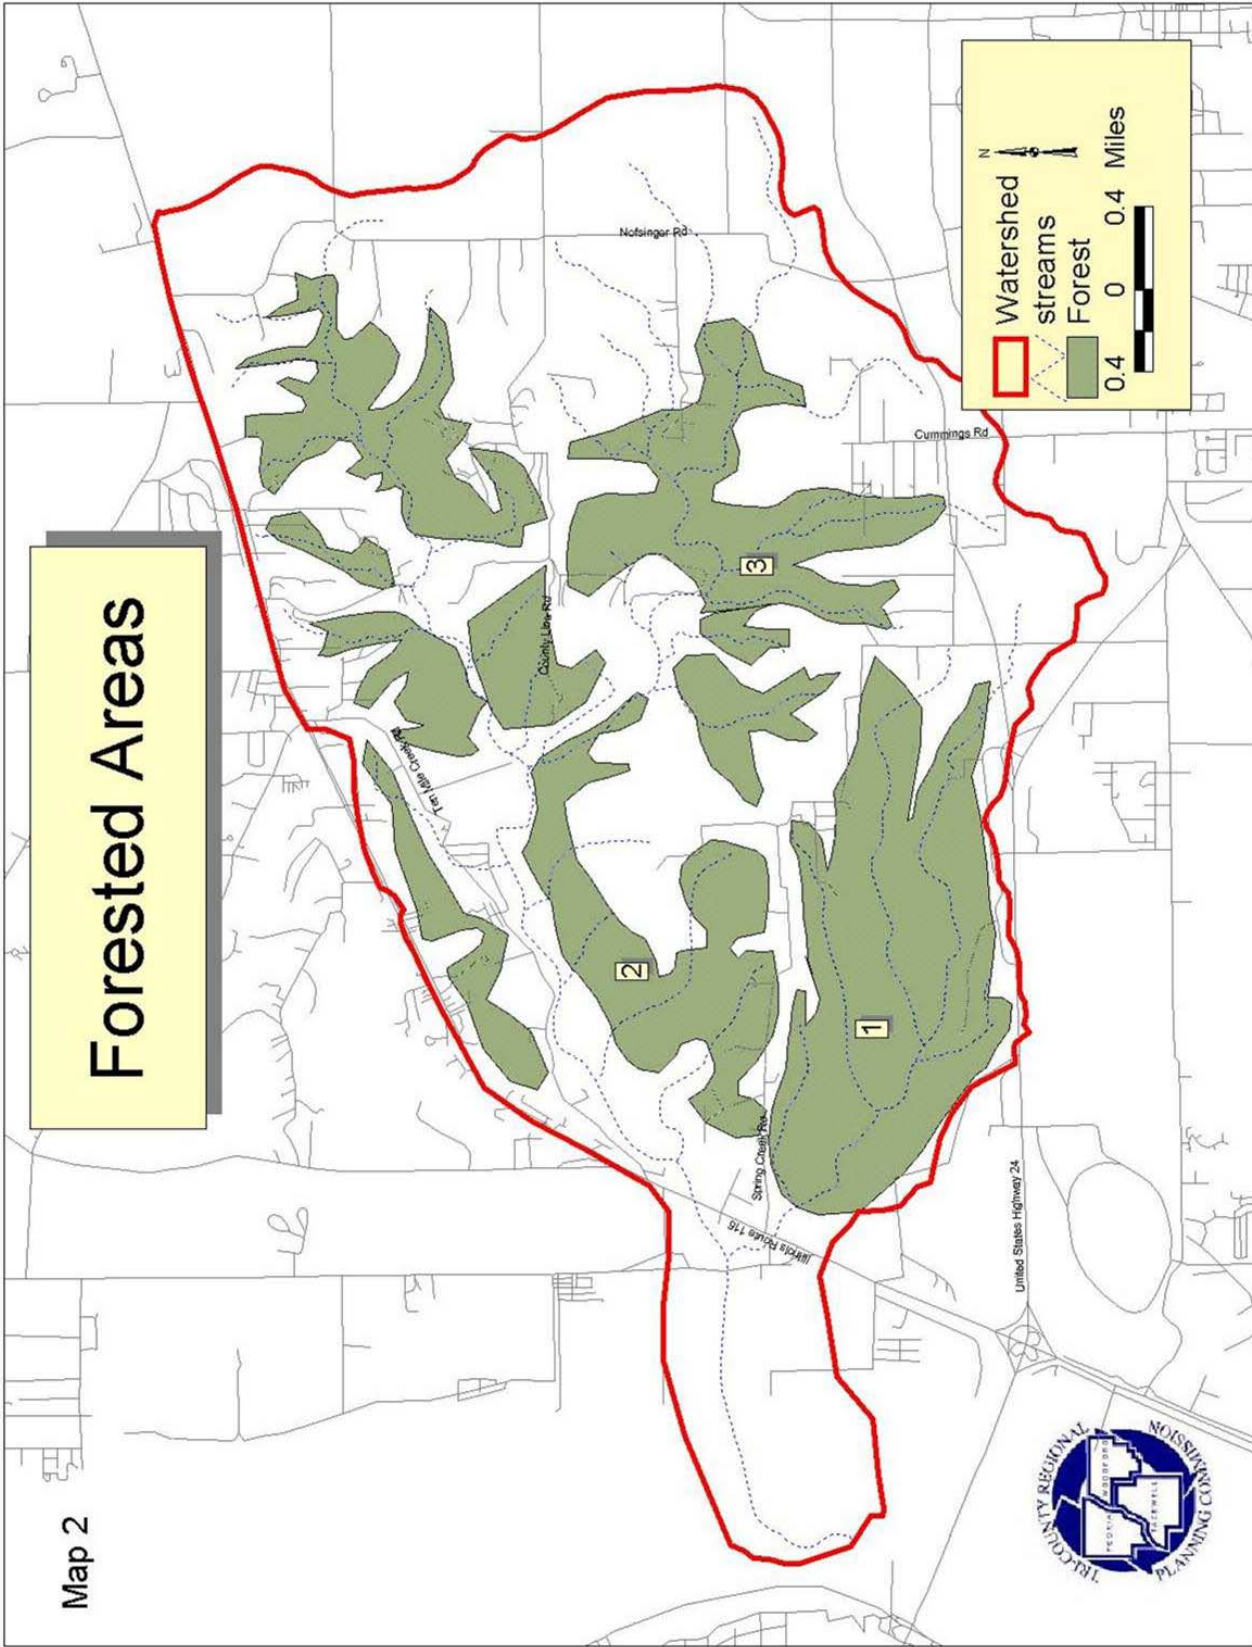 Map 2
Forested Areas
Nofsinger Rd
Cummings Rd
County Line Rd
Ten Mile Creek Rd
3
2
1
Spring Creek Rd
Illinois Route 116
United States Highway 24
Watershed
streams
Forest
N
0.4 0 0.4 Miles
TRI-COUNTY REGIONAL
PLANNING COMMISSION
PEORIA
WOODFORD
TAZEWELL